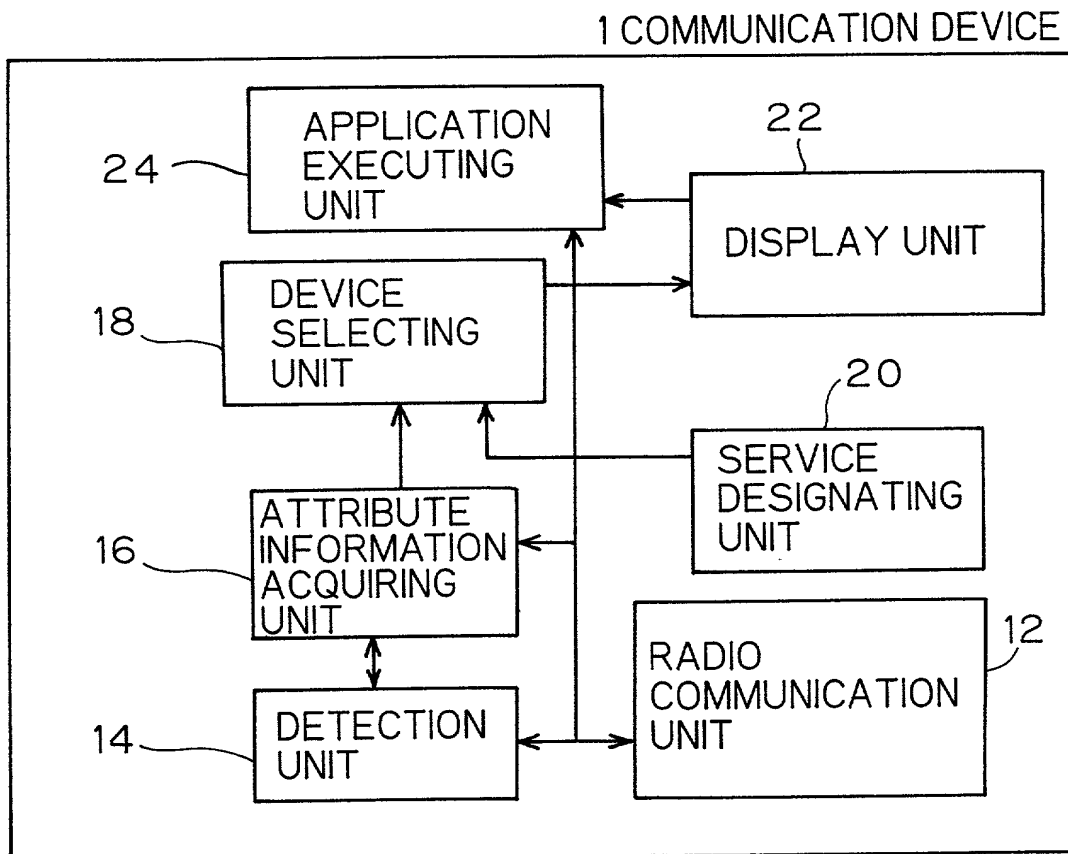 1 COMMUNICATION DEVICE
APPLICATION
EXECUTING
UNIT
24
22
DISPLAY UNIT
DEVICE
SELECTING
UNIT
18
20
SERVICE
DESIGNATING
UNIT
ATTRIBUTE
INFORMATION
ACQUIRING
UNIT
16
12
RADIO
COMMUNICATION
UNIT
DETECTION
UNIT
14